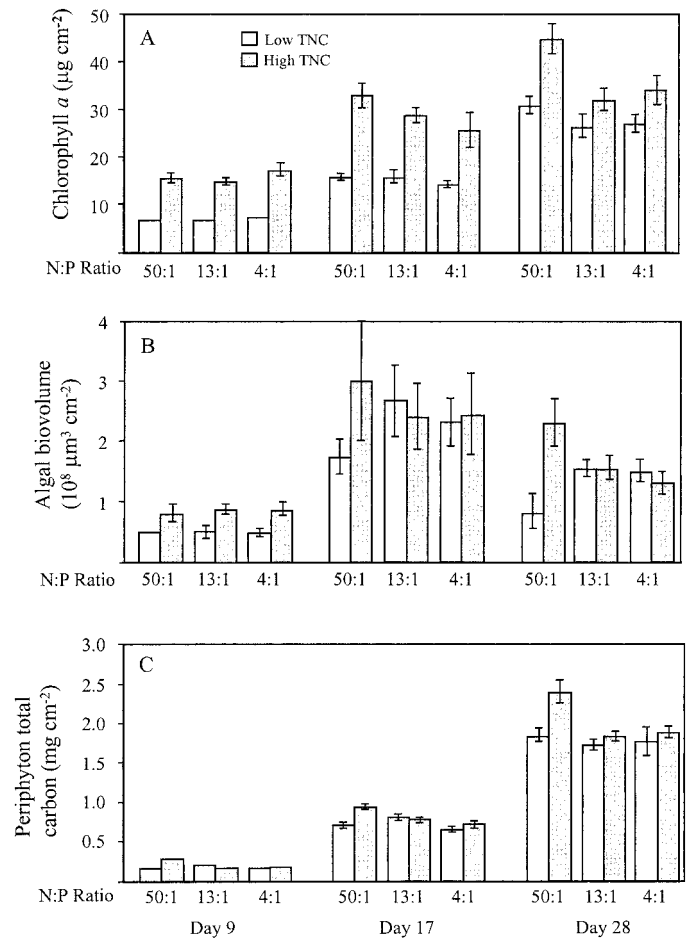 A
Low TNC
High TNC
Chlorophyll a (µg cm-2)
50
40
30
20
10
N:P Ratio 50:1 13:1 4:1 50:1 13:1 4:1 50:1 13:1 4:1
B
Algal biovolume
(10⁸ µm³ cm-2)
4
3
2
1
N:P Ratio 50:1 13:1 4:1 50:1 13:1 4:1 50:1 13:1 4:1
C
Periphyton total
carbon (mg cm-2)
3.0
2.5
2.0
1.5
1.0
0.5
N:P Ratio 50:1 13:1 4:1 50:1 13:1 4:1 50:1 13:1 4:1
Day 9 Day 17 Day 28